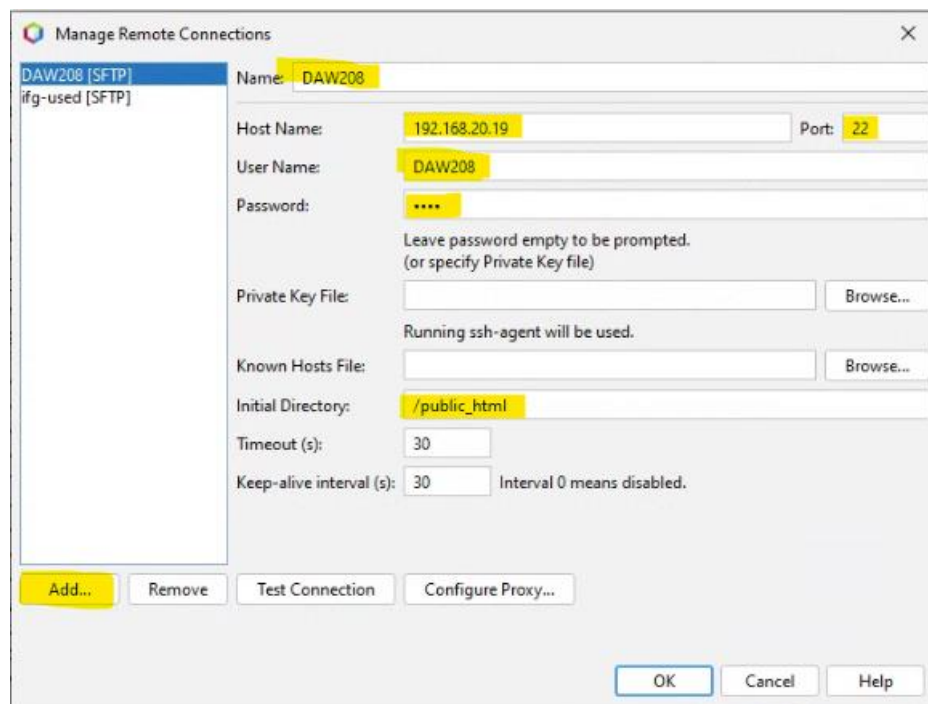 Manage Remote Connections
DAW208 [SFTP]
ifg-used [SFTP]
Name: DAW208
Host Name: 192.168.20.19 Port: 22
User Name: DAW208
Password: ••••
Leave password empty to be prompted.
(or specify Private Key file)
Private Key File: Browse...
Running ssh-agent will be used.
Known Hosts File: Browse...
Initial Directory: /public_html
Timeout (s): 30
Keep-alive interval (s): 30 Interval 0 means disabled.
Add... Remove Test Connection Configure Proxy...
OK Cancel Help